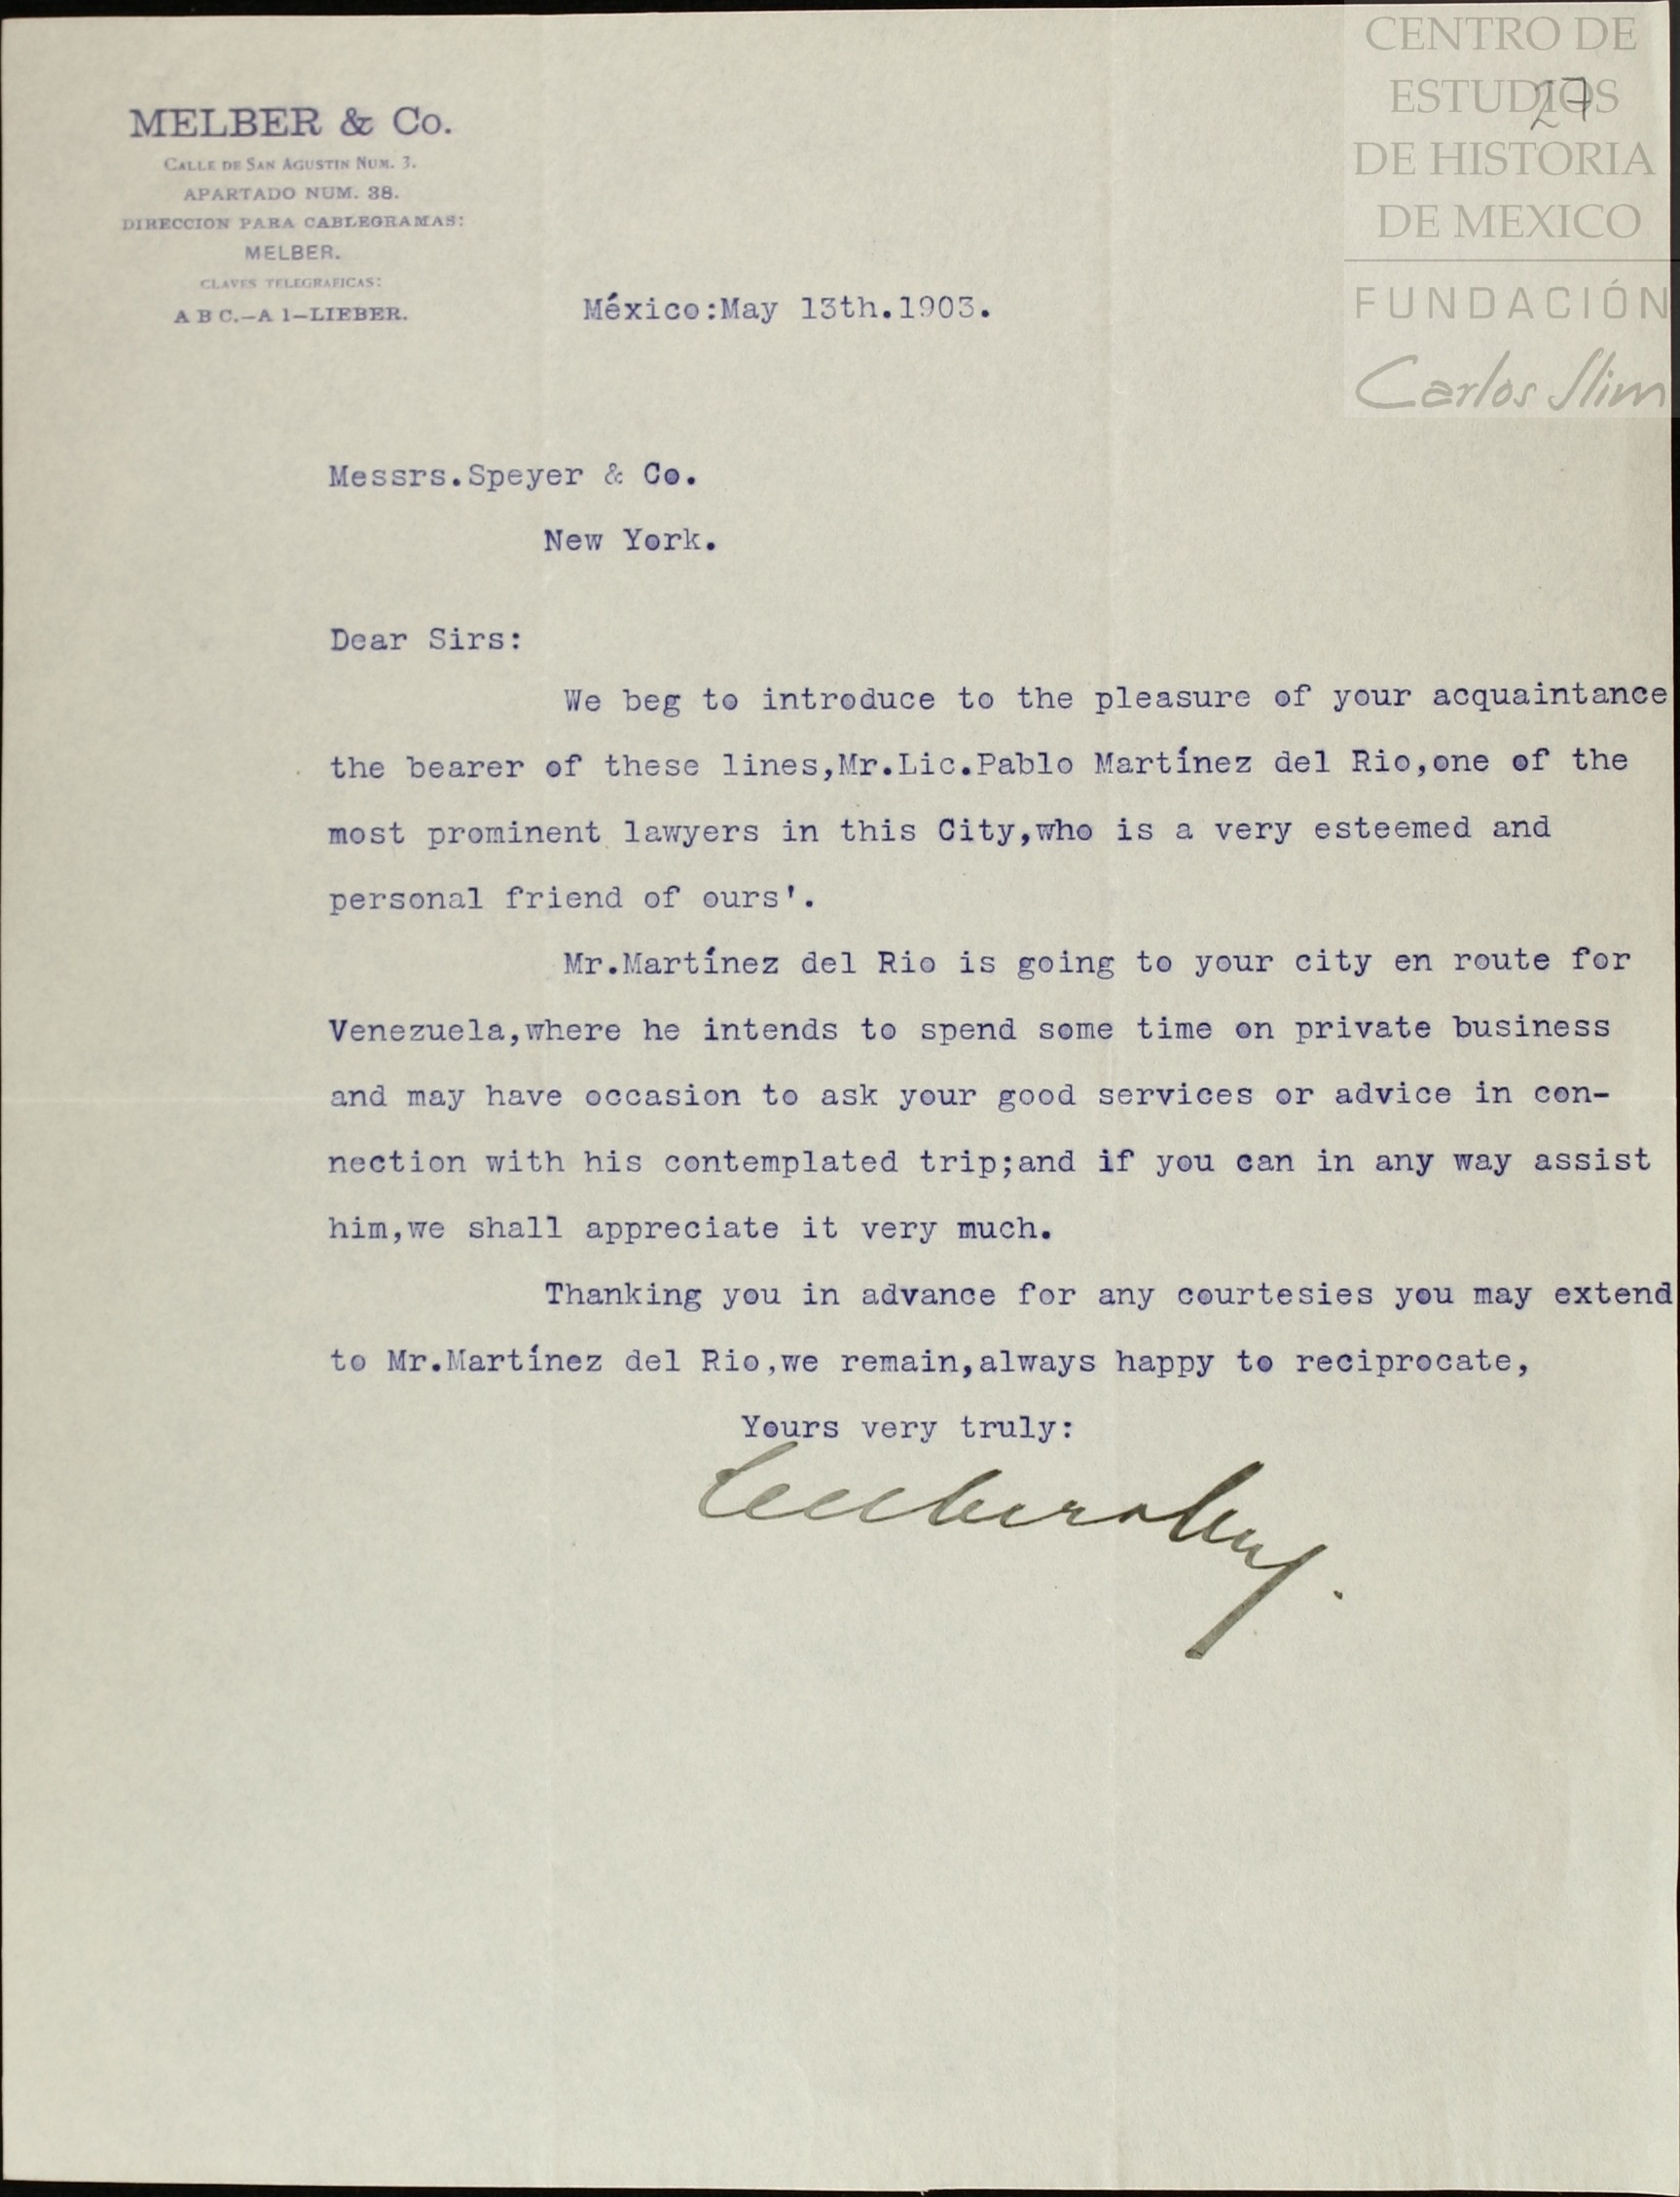 CENTRO DE
ESTUDIOS
DE HISTORIA
DE MEXICO
FUNDACIÓN
Carlos Slim
27
MELBER & Co.
CALLE DE SAN AGUSTIN NUM. 3.
APARTADO NUM. 38.
DIRECCION PARA CABLEGRAMAS:
MELBER.
CLAVES TELEGRAFICAS:
A B C.–A 1–LIEBER.
México:May 13th.1903.
Messrs.Speyer & Co.
New York.
Dear Sirs:
We beg to introduce to the pleasure of your acquaintance
the bearer of these lines,Mr.Lic.Pablo Martínez del Rio,one of the
most prominent lawyers in this City,who is a very esteemed and
personal friend of ours'.
Mr.Martínez del Rio is going to your city en route for
Venezuela,where he intends to spend some time on private business
and may have occasion to ask your good services or advice in con-
nection with his contemplated trip;and if you can in any way assist
him,we shall appreciate it very much.
Thanking you in advance for any courtesies you may extend
to Mr.Martínez del Rio,we remain,always happy to reciprocate,
Yours very truly: